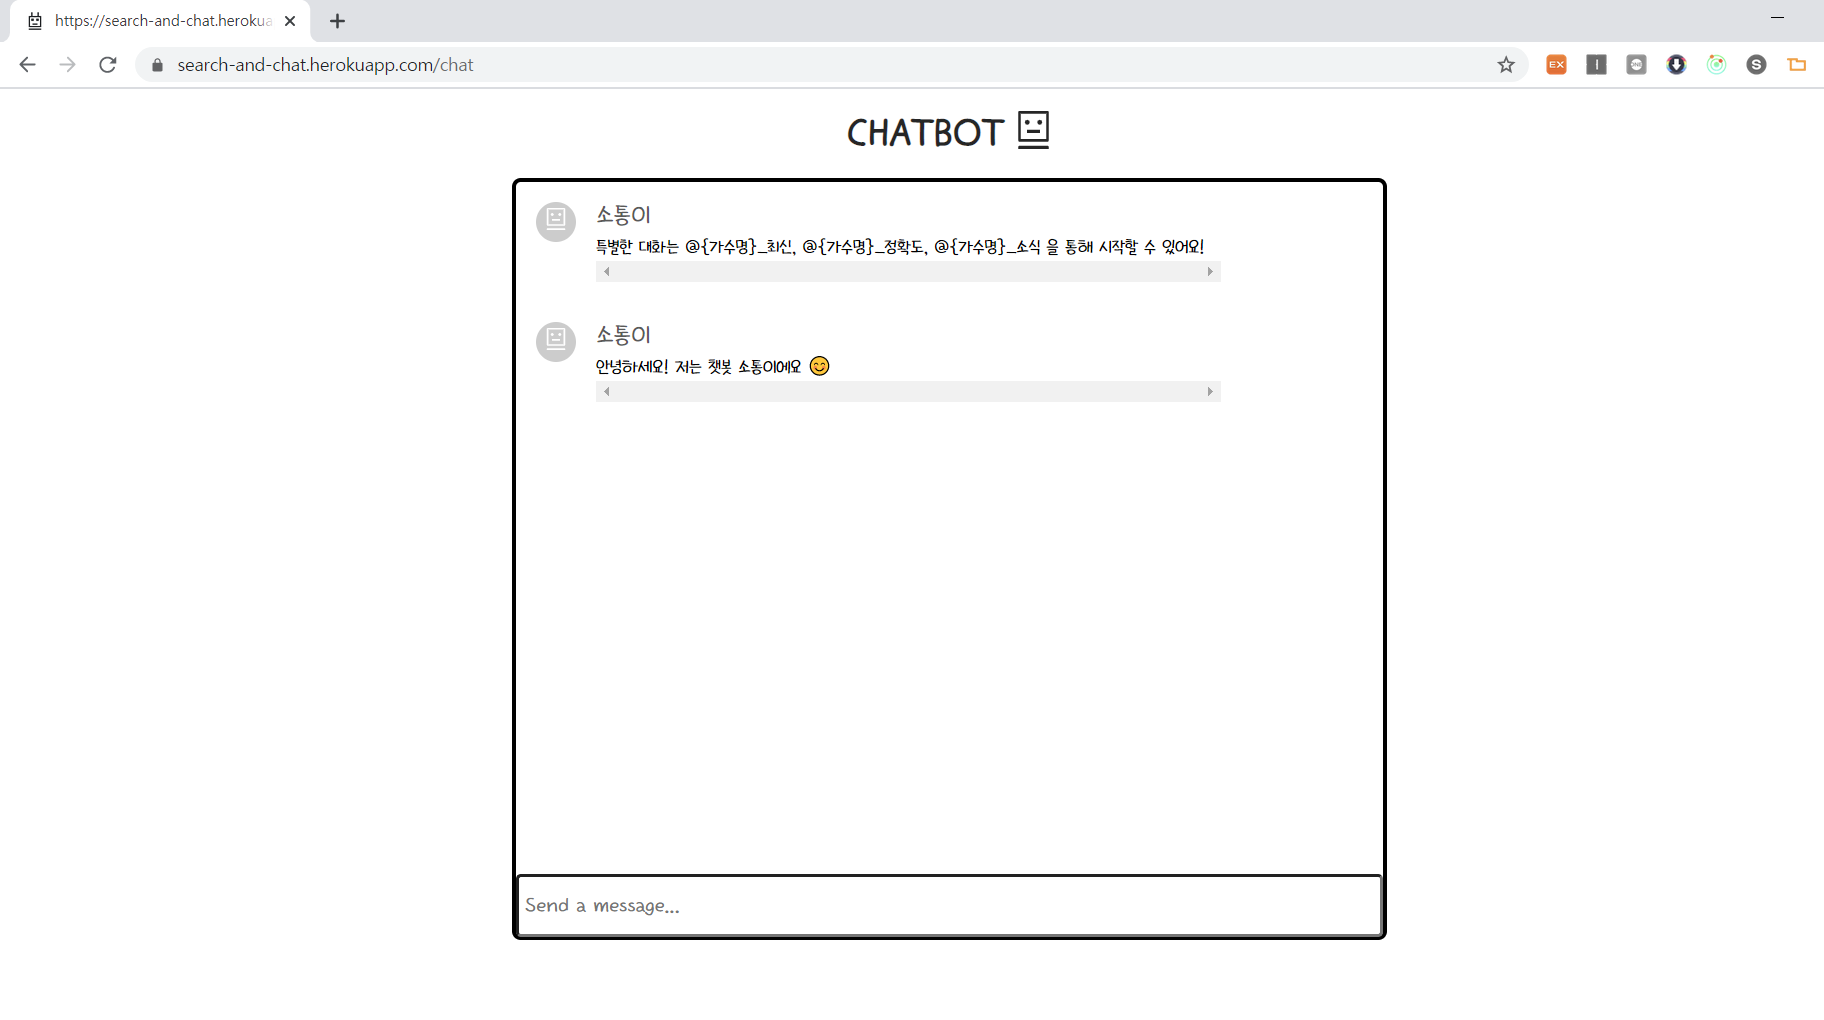 https://search-and-chat.heroku
search-and-chat.herokuapp.com/chat
EX
I
S
CHATBOT
소통이
특별한 대화는 @{가수명}_최신, @{가수명}_정확도, @{가수명}_소식 을 통해 시작할 수 있어요!
소통이
안녕하세요! 저는 챗봇 소통이에요 😊
Send a message...